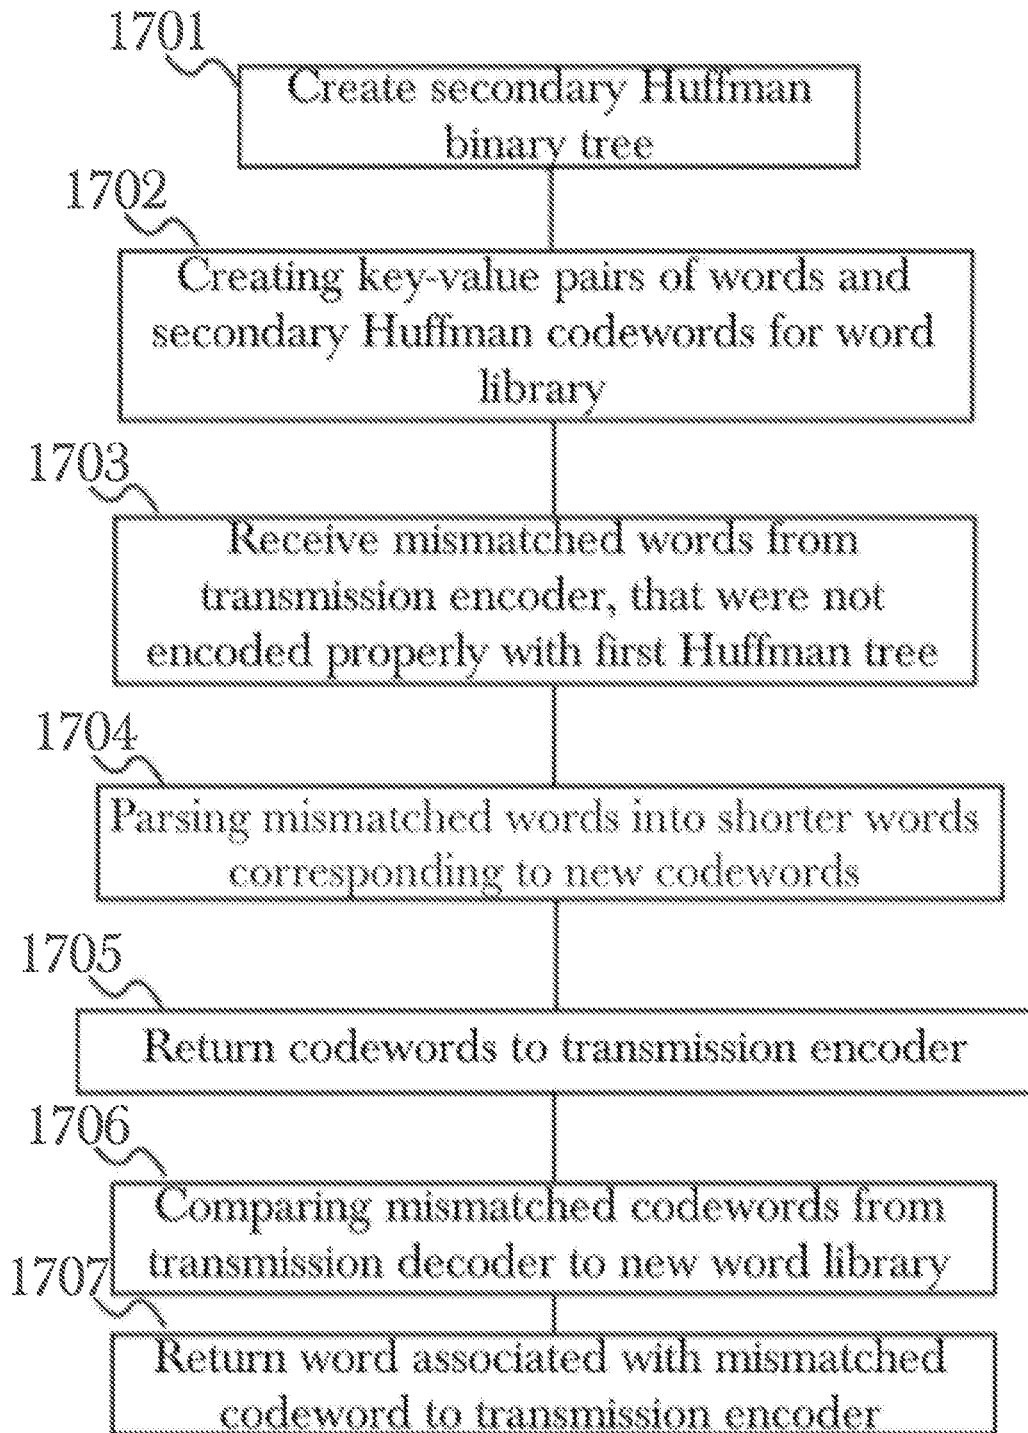 1701
Create secondary Huffman
binary tree
1702
Creating key-value pairs of words and
secondary Huffman codewords for word
library
1703
Receive mismatched words from
transmission encoder, that were not
encoded properly with first Huffman tree
1704
Parsing mismatched words into shorter words
corresponding to new codewords
1705
Return codewords to transmission encoder
1706
Comparing mismatched codewords from
transmission decoder to new word library
1707
Return word associated with mismatched
codeword to transmission encoder